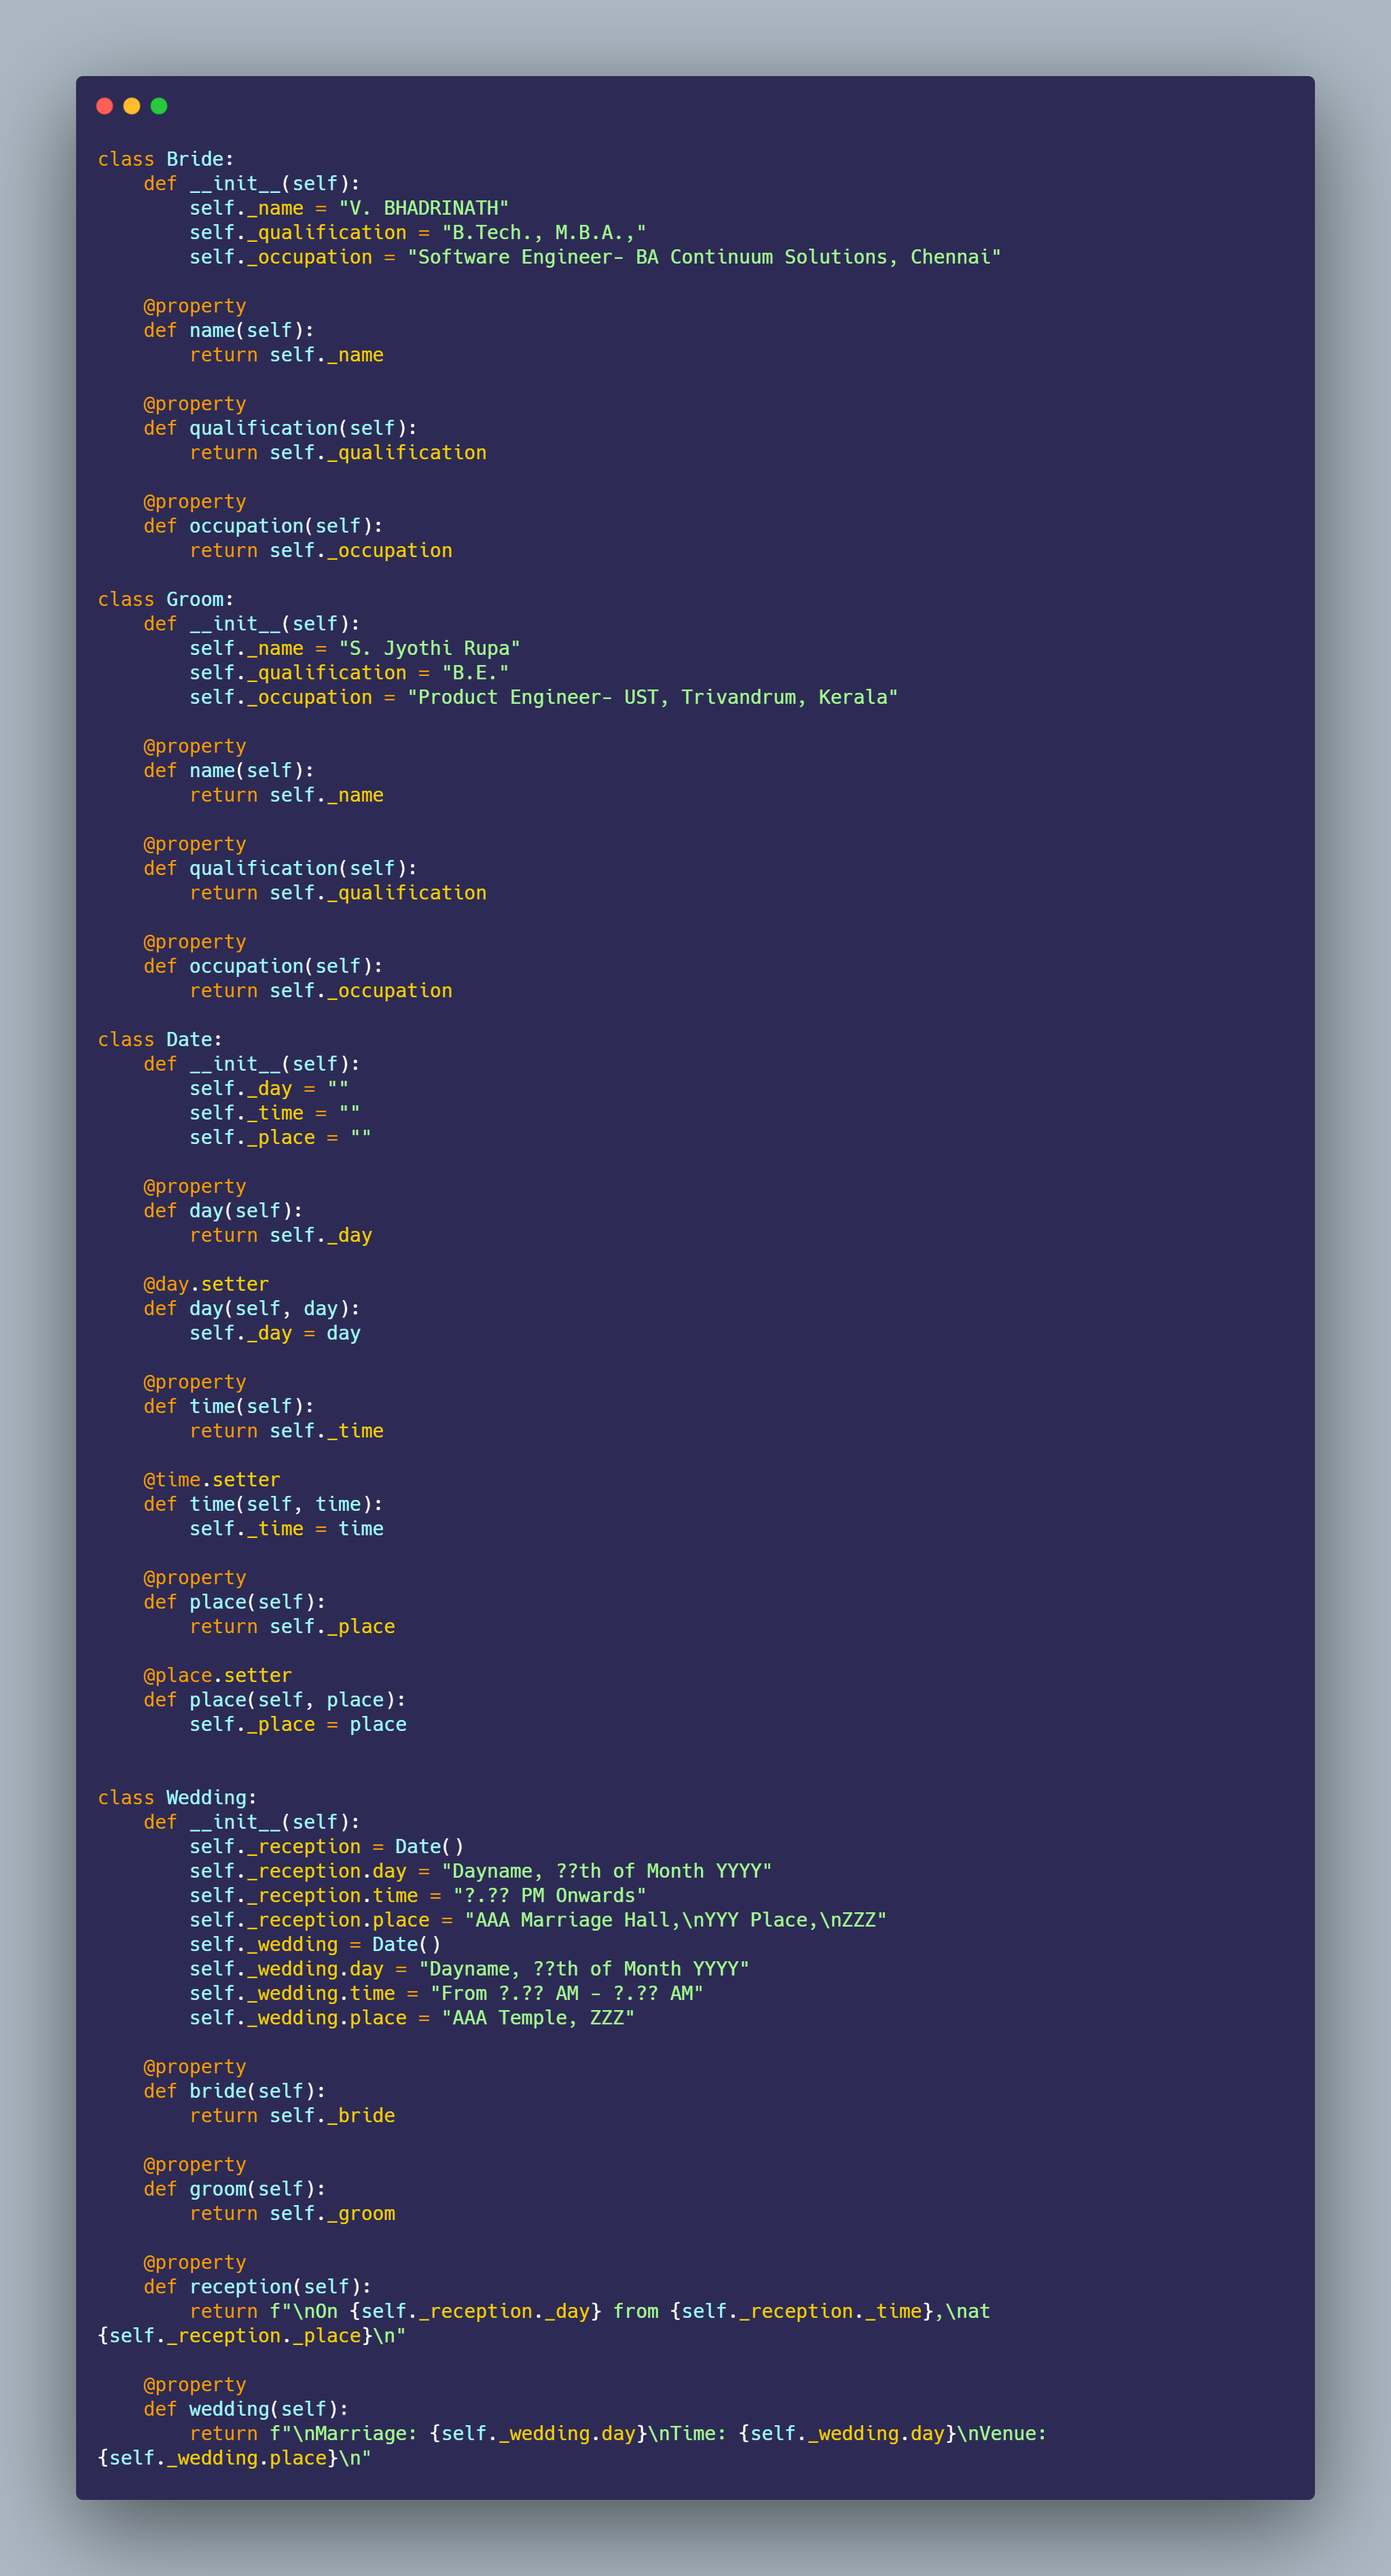 class Bride:
    def __init__(self):
        self._name = "V. BHADRINATH"
        self._qualification = "B.Tech., M.B.A.,"
        self._occupation = "Software Engineer- BA Continuum Solutions, Chennai"

    @property
    def name(self):
        return self._name

    @property
    def qualification(self):
        return self._qualification

    @property
    def occupation(self):
        return self._occupation

class Groom:
    def __init__(self):
        self._name = "S. Jyothi Rupa"
        self._qualification = "B.E."
        self._occupation = "Product Engineer- UST, Trivandrum, Kerala"

    @property
    def name(self):
        return self._name

    @property
    def qualification(self):
        return self._qualification

    @property
    def occupation(self):
        return self._occupation

class Date:
    def __init__(self):
        self._day = ""
        self._time = ""
        self._place = ""

    @property
    def day(self):
        return self._day

    @day.setter
    def day(self, day):
        self._day = day

    @property
    def time(self):
        return self._time

    @time.setter
    def time(self, time):
        self._time = time

    @property
    def place(self):
        return self._place

    @place.setter
    def place(self, place):
        self._place = place


class Wedding:
    def __init__(self):
        self._reception = Date()
        self._reception.day = "Dayname, ??th of Month YYYY"
        self._reception.time = "?.?? PM Onwards"
        self._reception.place = "AAA Marriage Hall,\nYYY Place,\nZZZ"
        self._wedding = Date()
        self._wedding.day = "Dayname, ??th of Month YYYY"
        self._wedding.time = "From ?.?? AM - ?.?? AM"
        self._wedding.place = "AAA Temple, ZZZ"

    @property
    def bride(self):
        return self._bride

    @property
    def groom(self):
        return self._groom

    @property
    def reception(self):
        return f"\nOn {self._reception._day} from {self._reception._time},\nat
{self._reception._place}\n"

    @property
    def wedding(self):
        return f"\nMarriage: {self._wedding.day}\nTime: {self._wedding.day}\nVenue:
{self._wedding.place}\n"